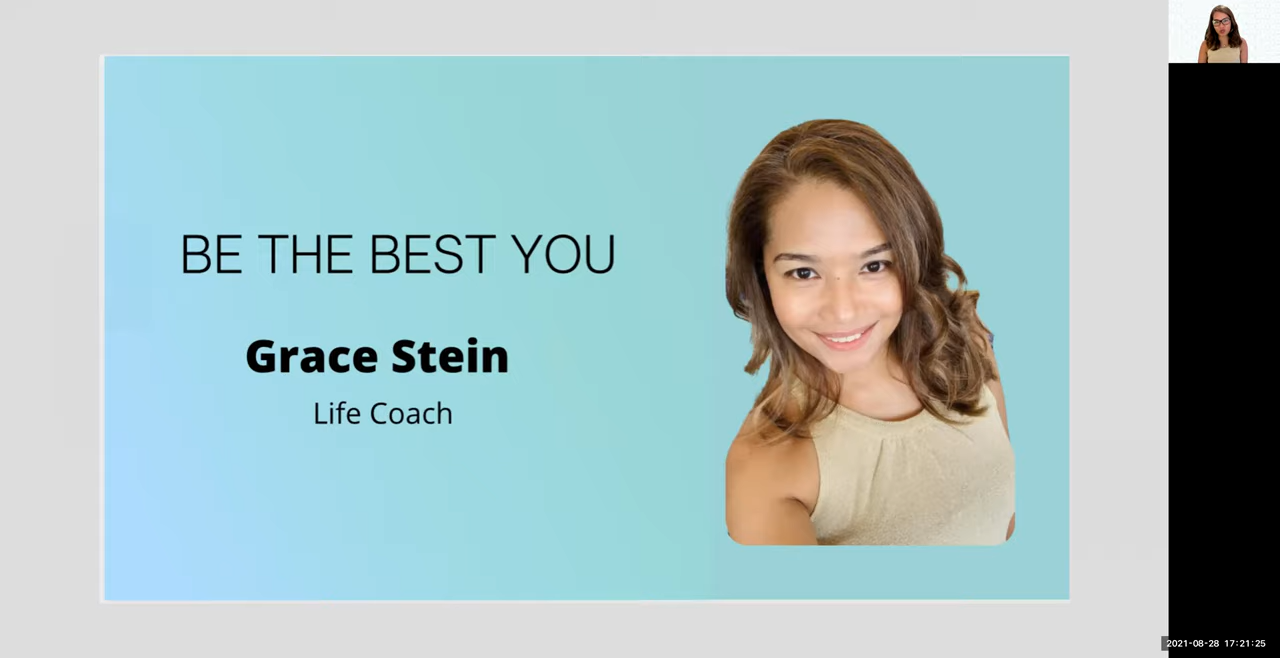 BE THE BEST YOU
Grace Stein
Life Coach
2021-08-28 17:21:25